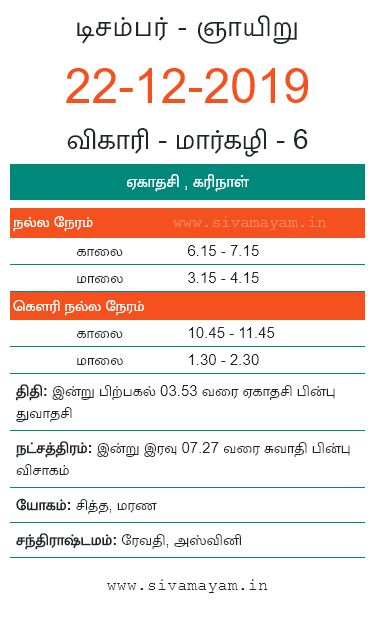 டிசம்பர் - ஞாயிறு
22-12-2019
விகாரி - மார்கழி - 6
ஏகாதசி , கரிநாள்
நல்ல நேரம் www.sivamayam.in
காலை 6.15 - 7.15
மாலை 3.15 - 4.15
கௌரி நல்ல நேரம்
காலை 10.45 - 11.45
மாலை 1.30 - 2.30
திதி: இன்று பிற்பகல் 03.53 வரை ஏகாதசி பின்பு
துவாதசி
நட்சத்திரம்: இன்று இரவு 07.27 வரை சுவாதி பின்பு
விசாகம்
யோகம்: சித்த, மரண
சந்திராஷ்டமம்: ரேவதி, அஸ்வினி
www.sivamayam.in